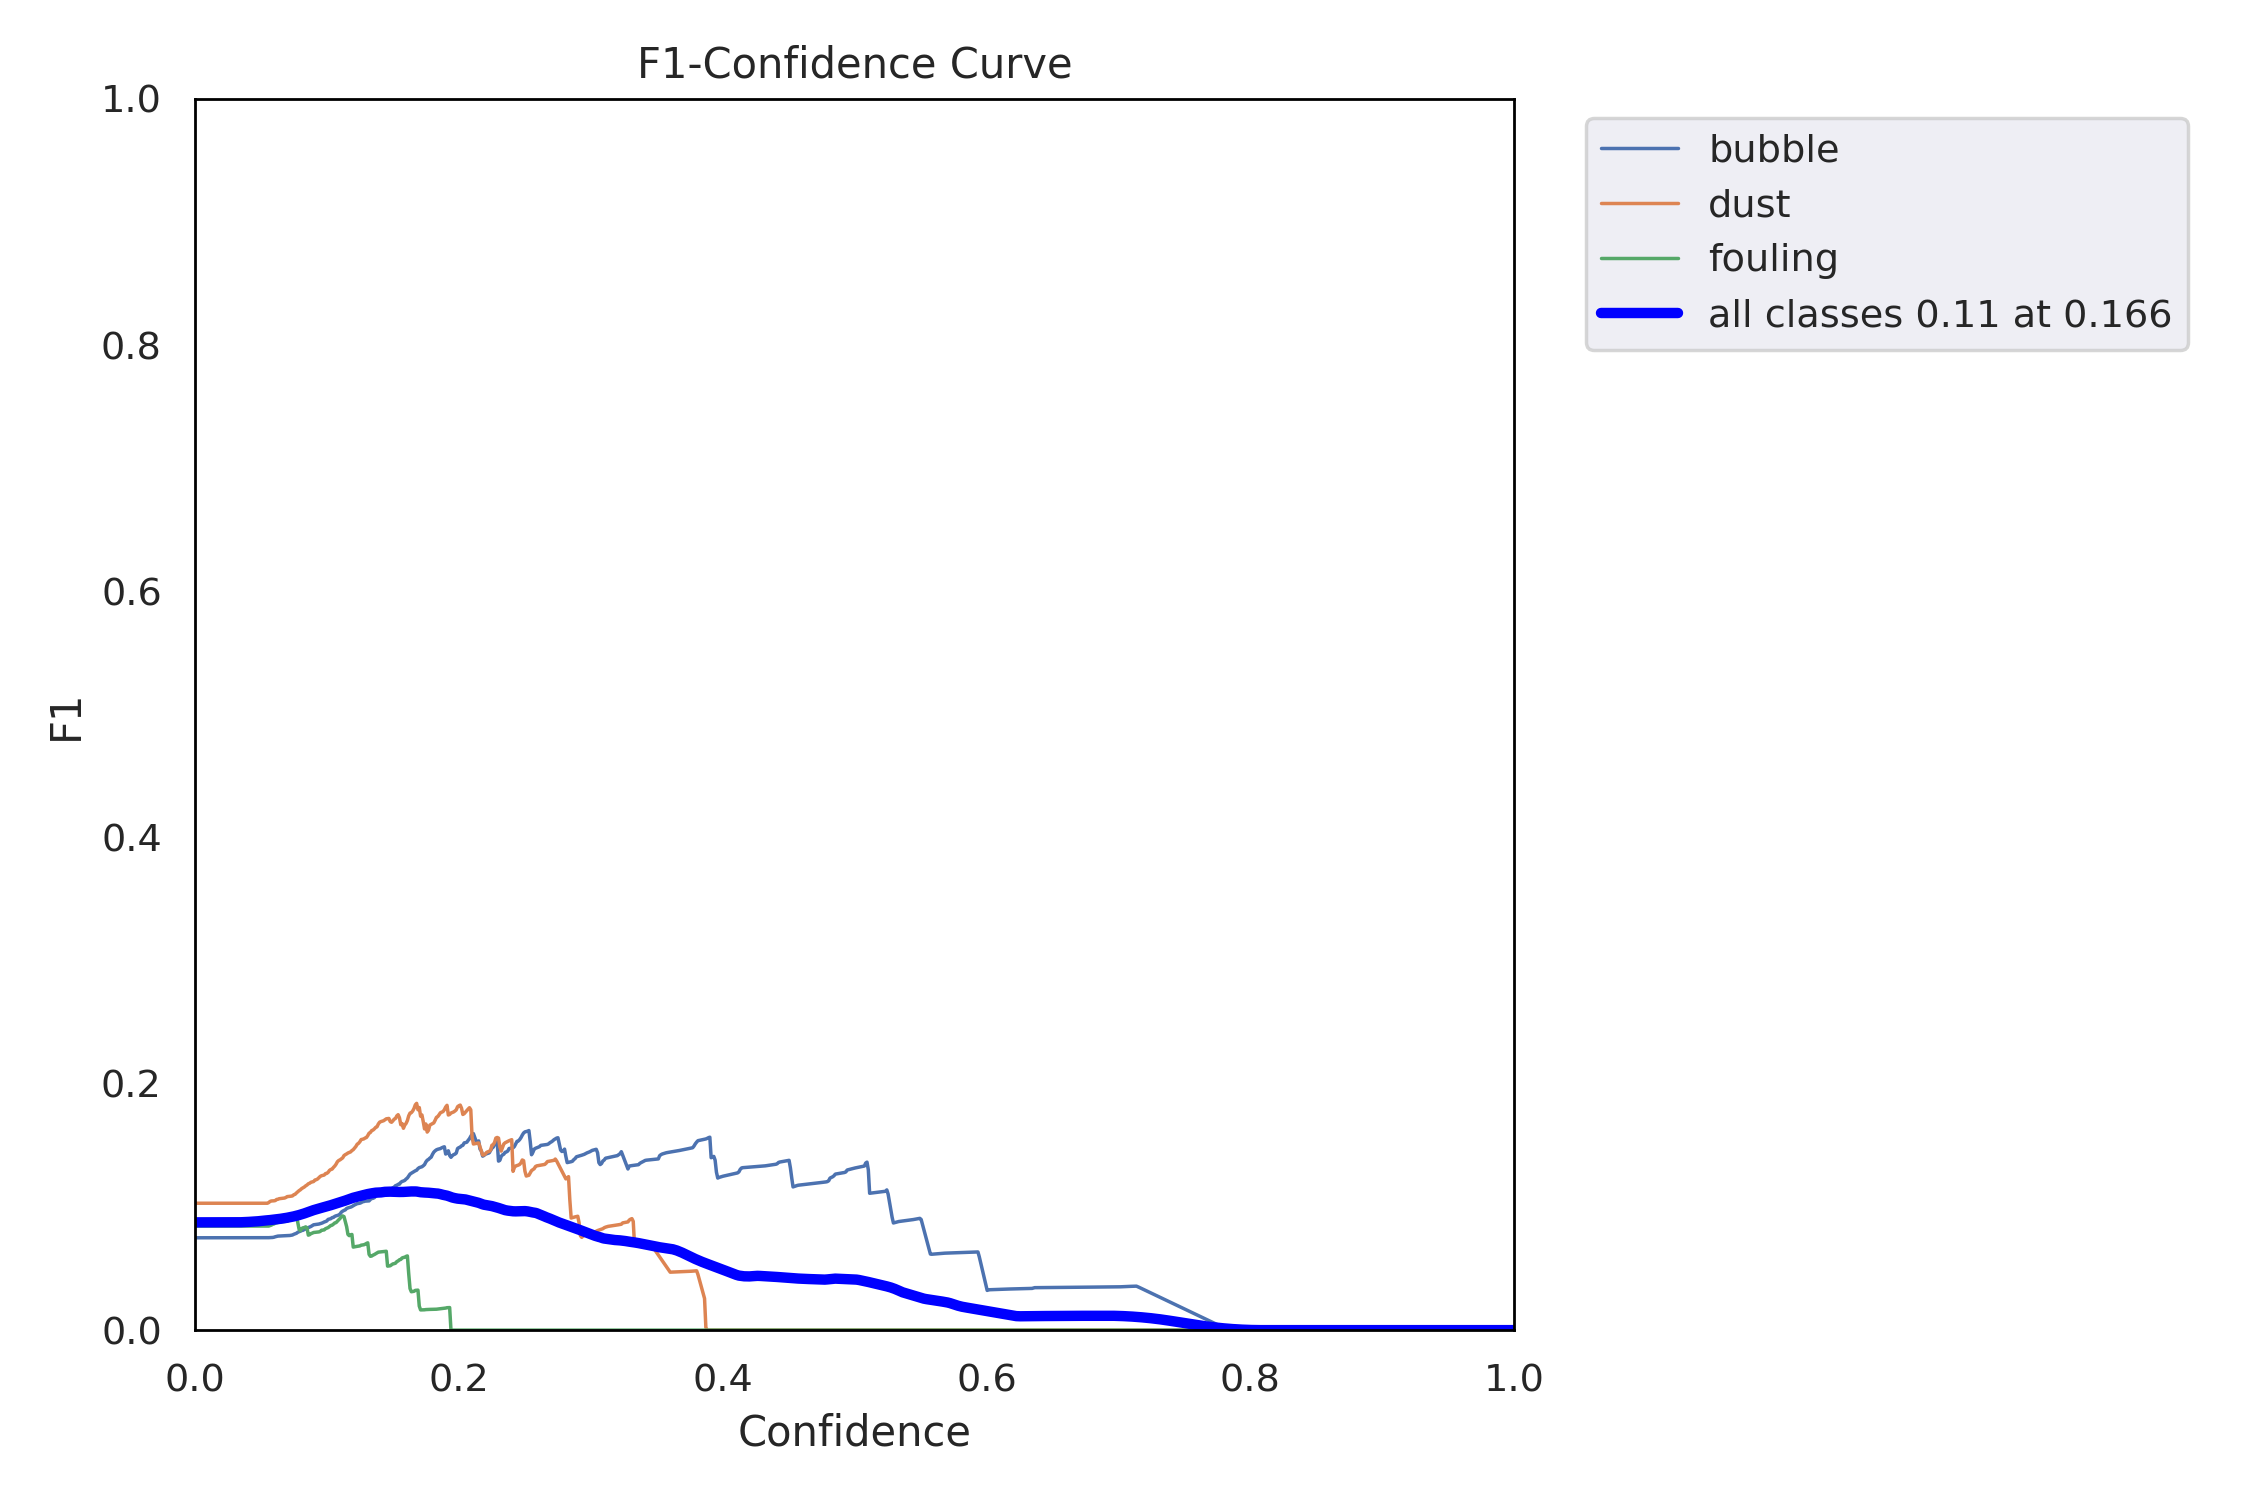 F1-Confidence Curve
1.0
0.8
0.6
0.4
0.2
0.0
F1
0.0 0.2 0.4 0.6 0.8 1.0
Confidence
bubble
dust
fouling
all classes 0.11 at 0.166